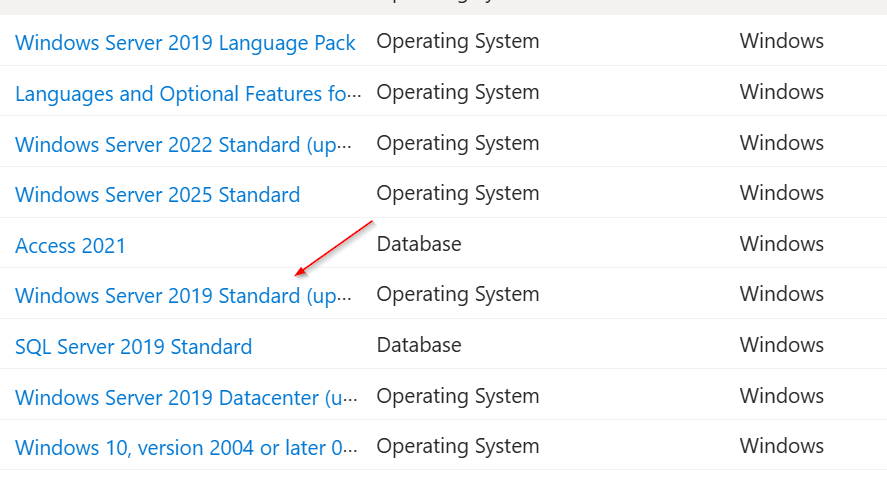 Windows Server 2019 Language Pack Operating System Windows
Languages and Optional Features fo... Operating System Windows
Windows Server 2022 Standard (up... Operating System Windows
Windows Server 2025 Standard Operating System Windows
Access 2021 Database Windows
Windows Server 2019 Standard (up... Operating System Windows
SQL Server 2019 Standard Database Windows
Windows Server 2019 Datacenter (u... Operating System Windows
Windows 10, version 2004 or later 0... Operating System Windows